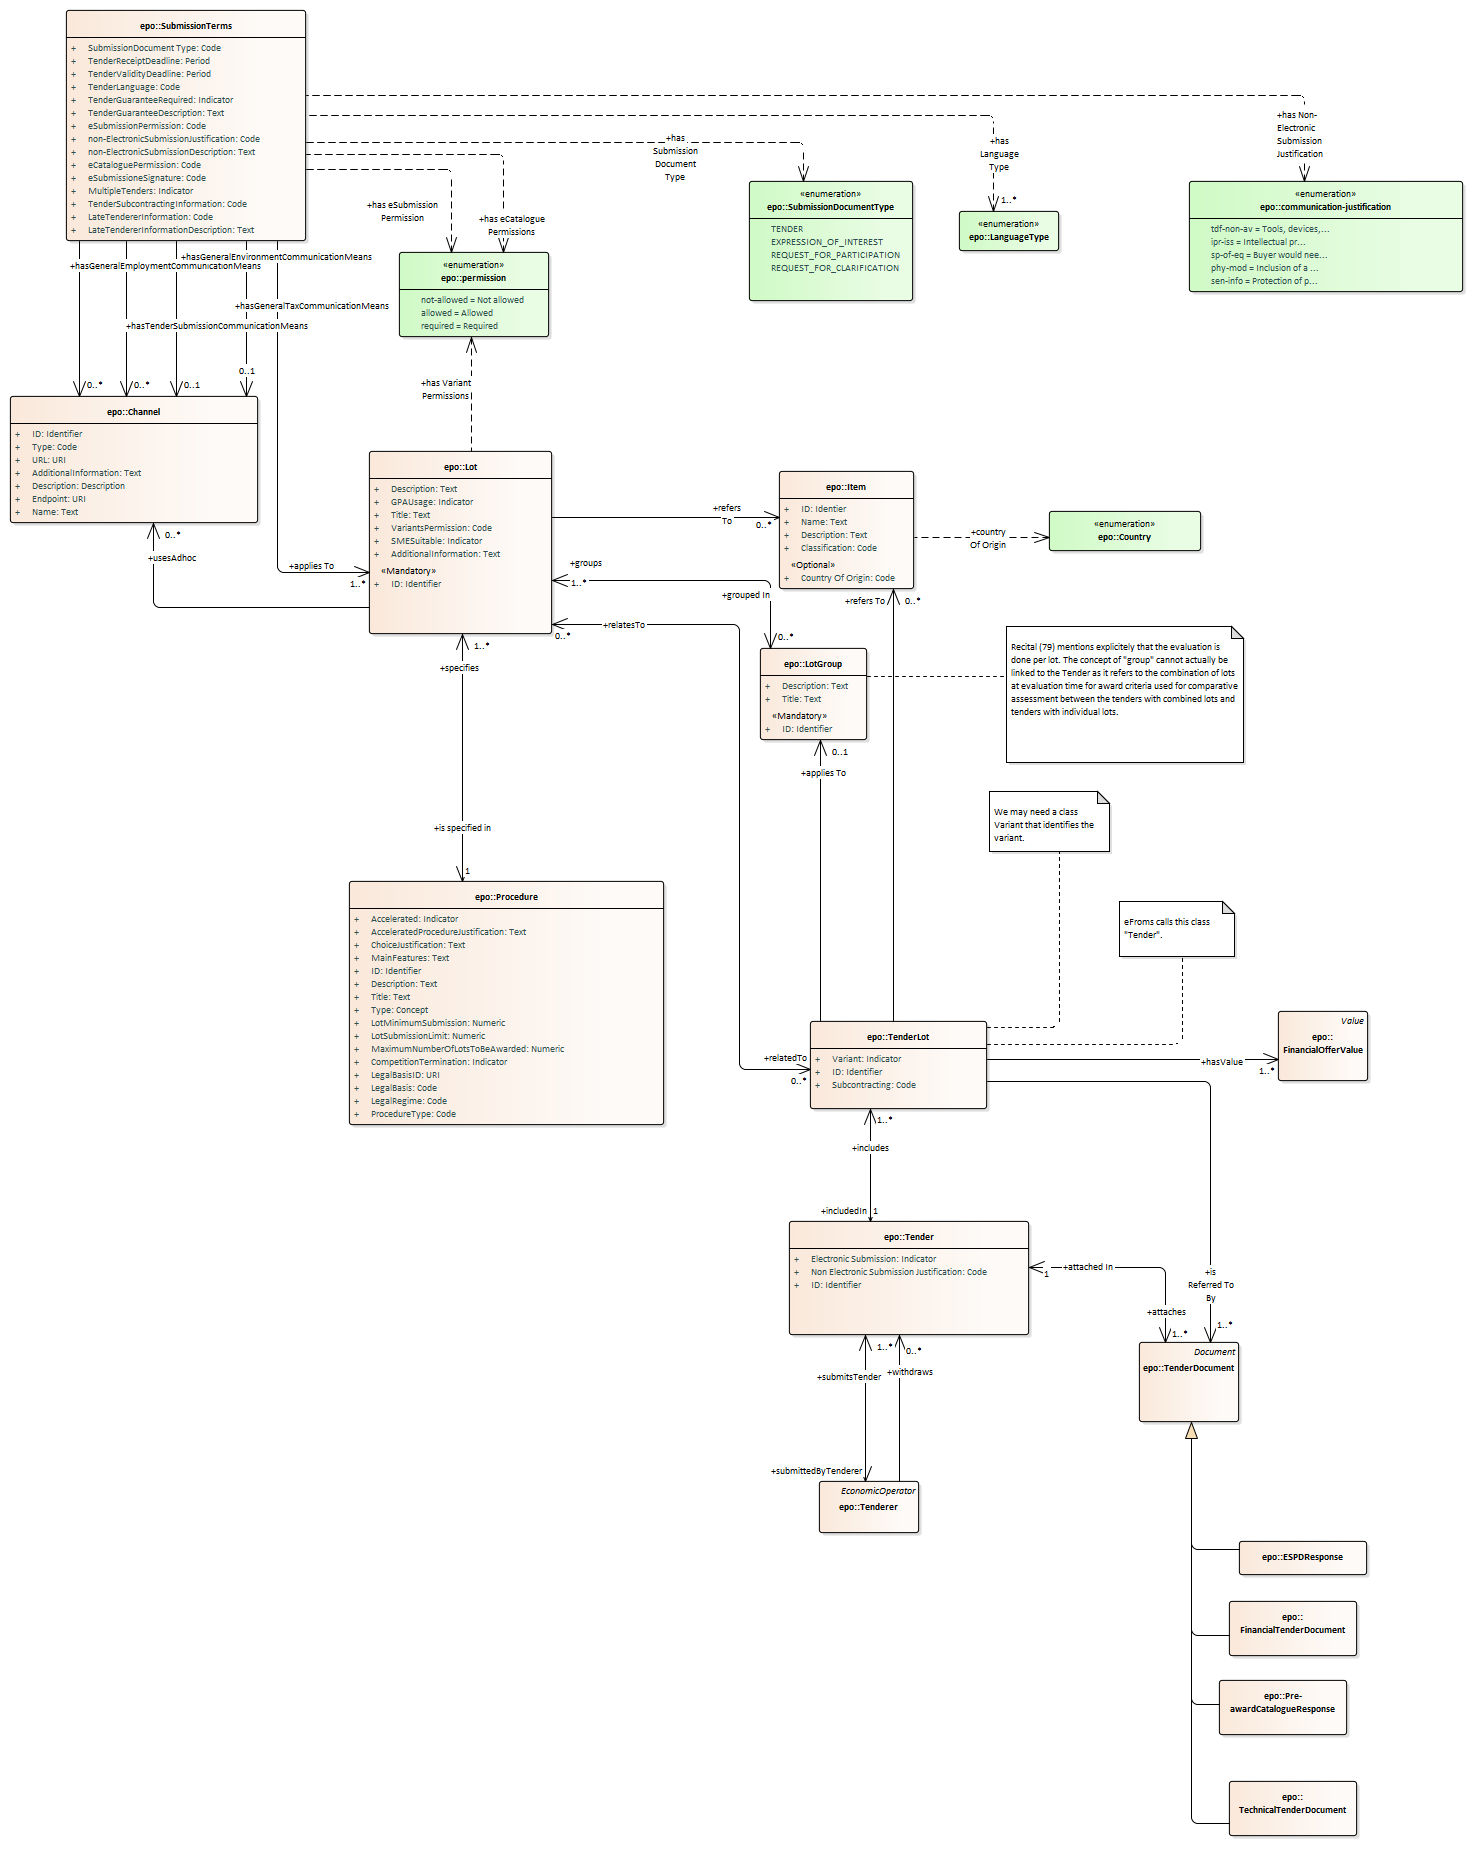 epo::SubmissionTerms
+ SubmissionDocument Type: Code
+ TenderReceiptDeadline: Period
+ TenderValidityDeadline: Period
+ TenderLanguage: Code
+ TenderGuaranteeRequired: Indicator
+ TenderGuaranteeDescription: Text
+ eSubmissionPermission: Code
+ non-ElectronicSubmissionJustification: Code
+ non-ElectronicSubmissionDescription: Text
+ eCataloguePermission: Code
+ eSubmissioneSignature: Code
+ MultipleTenders: Indicator
+ TenderSubcontractingInformation: Code
+ LateTendererInformation: Code
+ LateTendererInformationDescription: Text
+has Non-
Electronic
Submission
Justification
+has
Language
Type
1..*
+has
Submission
Document
Type
+has eSubmission
Permission
+has eCatalogue
Permissions
«enumeration»
epo::SubmissionDocumentType
TENDER
EXPRESSION_OF_INTEREST
REQUEST_FOR_PARTICIPATION
REQUEST_FOR_CLARIFICATION
«enumeration»
epo::LanguageType
«enumeration»
epo::communication-justification
tdf-non-av = Tools, devices,...
ipr-iss = Intellectual pr...
sp-of-eq = Buyer would nee...
phy-mod = Inclusion of a ...
sen-info = Protection of p...
«enumeration»
epo::permission
not-allowed = Not allowed
allowed = Allowed
required = Required
+hasGeneralEnvironmentCommunicationMeans
+hasGeneralEmploymentCommunicationMeans
+hasGeneralTaxCommunicationMeans
+hasTenderSubmissionCommunicationMeans
0..*
0..*
0..1
0..1
+has Variant
Permissions
epo::Channel
+ ID: Identifier
+ Type: Code
+ URL: URI
+ AdditionalInformation: Text
+ Description: Description
+ Endpoint: URI
+ Name: Text
0..*
+usesAdhoc
+applies To
1..*
epo::Lot
+ Description: Text
+ GPAUsage: Indicator
+ Title: Text
+ VariantsPermission: Code
+ SMESuitable: Indicator
+ AdditionalInformation: Text
«Mandatory»
+ ID: Identifier
+refers
To
0..*
epo::Item
+ ID: Identier
+ Name: Text
+ Description: Text
+ Classification: Code
«Optional»
+ Country Of Origin: Code
+country
Of Origin
«enumeration»
epo::Country
+groups
1..*
+grouped In
0..*
+refers To
0..*
+relatesTo
0..*
+specifies
1..*
epo::LotGroup
+ Description: Text
+ Title: Text
«Mandatory»
+ ID: Identifier
Recital (79) mentions explicitely that the evaluation is
done per lot. The concept of "group" cannot actually be
linked to the Tender as it refers to the combination of lots
at evaluation time for award criteria used for comparative
assessment between the tenders with combined lots and
tenders with individual lots.
0..1
+applies To
We may need a class
Variant that identifies the
variant.
+is specified in
1
epo::Procedure
+ Accelerated: Indicator
+ AcceleratedProcedureJustification: Text
+ ChoiceJustification: Text
+ MainFeatures: Text
+ ID: Identifier
+ Description: Text
+ Title: Text
+ Type: Concept
+ LotMinimumSubmission: Numeric
+ LotSubmissionLimit: Numeric
+ MaximumNumberOfLotsToBeAwarded: Numeric
+ CompetitionTermination: Indicator
+ LegalBasisID: URI
+ LegalBasis: Code
+ LegalRegime: Code
+ ProcedureType: Code
eFroms calls this class
"Tender".
+relatedTo
0..*
epo::TenderLot
+ Variant: Indicator
+ ID: Identifier
+ Subcontracting: Code
+hasValue
1..*
Value
epo::
FinancialOfferValue
1..*
+includes
+includedIn
1
epo::Tender
+ Electronic Submission: Indicator
+ Non Electronic Submission Justification: Code
+ ID: Identifier
1
+attached In
+attaches
1..*
+is
Referred To
By
1..*
Document
epo::TenderDocument
1..*
0..*
+submitsTender
+withdraws
+submittedByTenderer
EconomicOperator
epo::Tenderer
epo::ESPDResponse
epo::
FinancialTenderDocument
epo::Pre-
awardCatalogueResponse
epo::
TechnicalTenderDocument